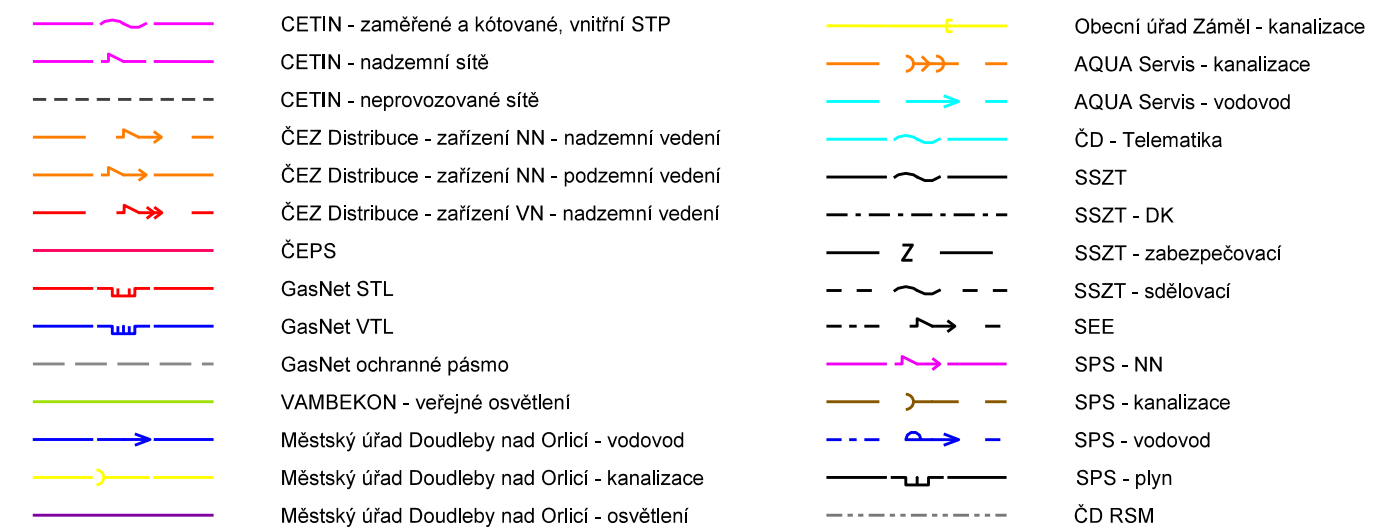 CETIN - zaměřené a kótované, vnitřní STP
CETIN - nadzemní sítě
CETIN - neprovozované sítě
ČEZ Distribuce - zařízení NN - nadzemní vedení
ČEZ Distribuce - zařízení NN - podzemní vedení
ČEZ Distribuce - zařízení VN - nadzemní vedení
ČEPS
GasNet STL
GasNet VTL
GasNet ochranné pásmo
VAMBEKON - veřejné osvětlení
Městský úřad Doudleby nad Orlicí - vodovod
Městský úřad Doudleby nad Orlicí - kanalizace
Městský úřad Doudleby nad Orlicí - osvětlení
Obecní úřad Záměl - kanalizace
AQUA Servis - kanalizace
AQUA Servis - vodovod
ČD - Telematika
SSZT
SSZT - DK
Z SSZT - zabezpečovací
SSZT - sdělovací
SEE
SPS - NN
SPS - kanalizace
SPS - vodovod
SPS - plyn
ČD RSM